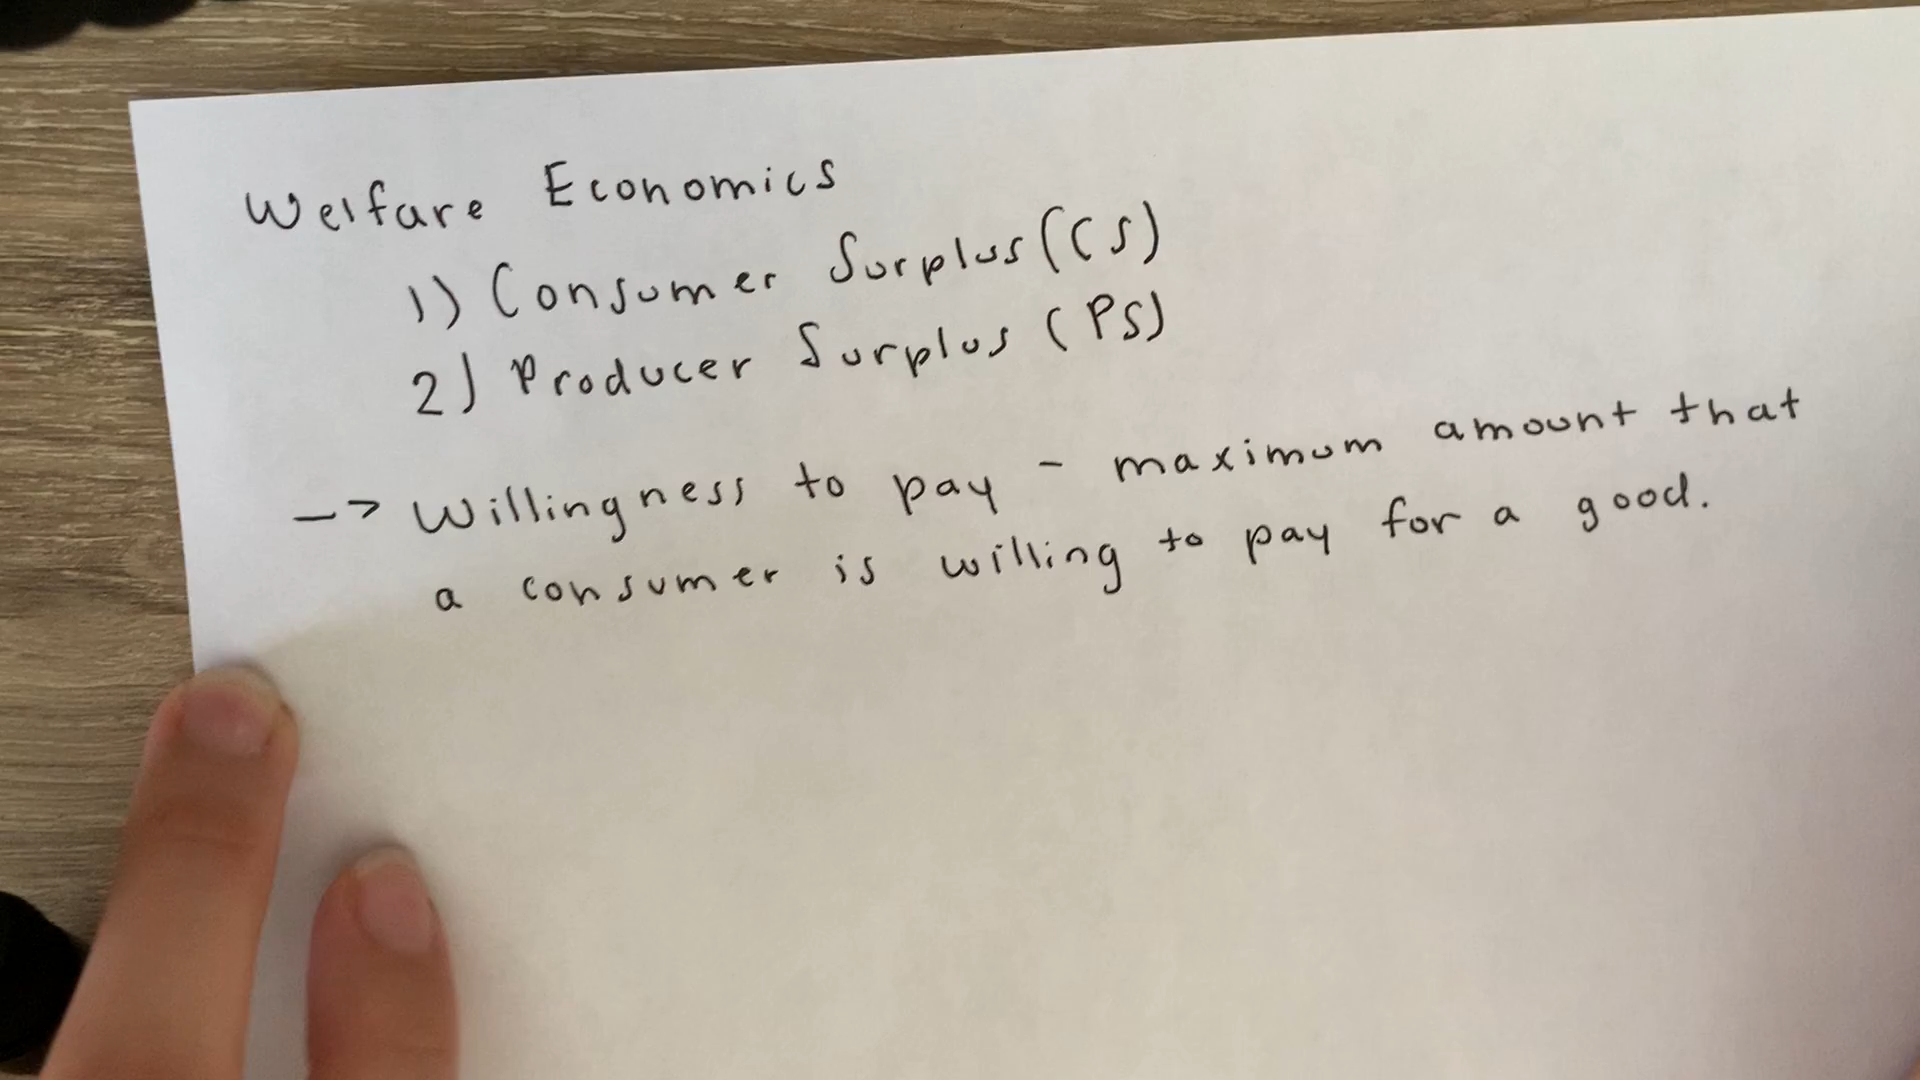 Welfare Economics
1) Consumer Surplus (CS)
2) Producer Surplus (PS)
-> Willingness to pay - maximum amount that
a consumer is willing to pay for a good.